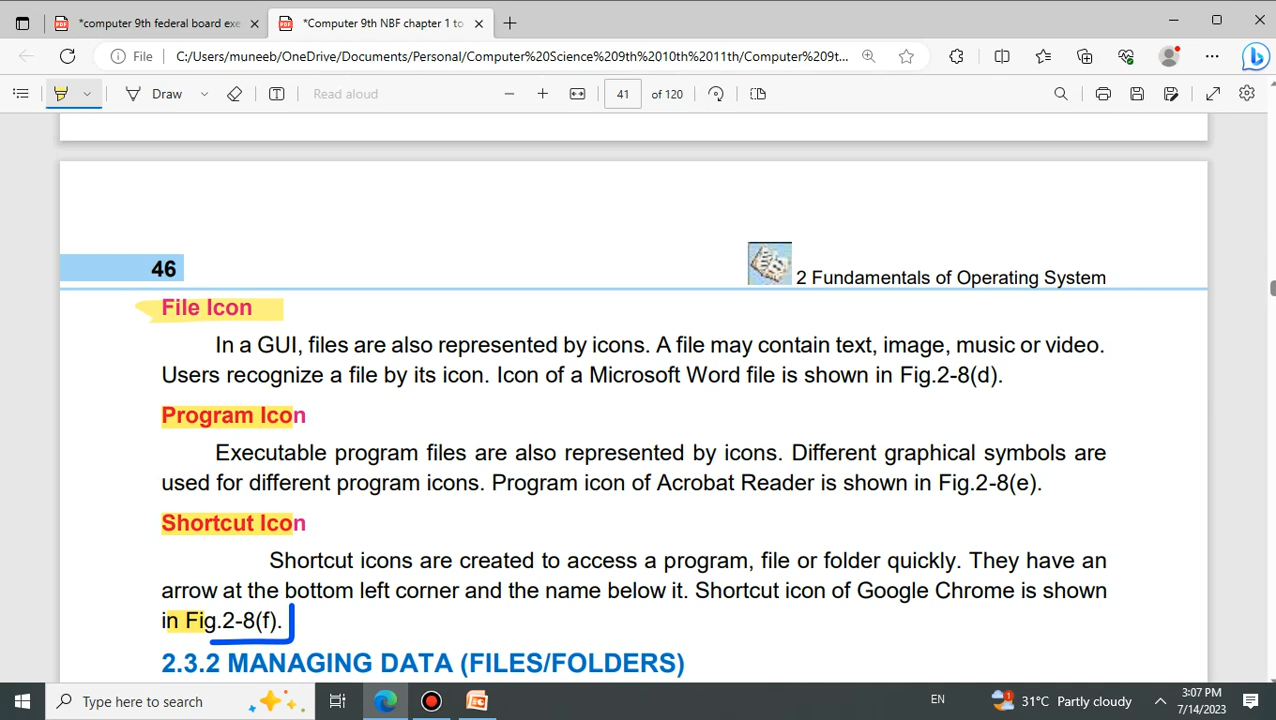 *computer 9th federal board exe
*Computer 9th NBF chapter 1 to
File
C:/Users/muneeb/OneDrive/Documents/Personal/Computer%20Science%209th%2010th%2011th/Computer%209t...
Draw
Read aloud
41 of 120
46
2 Fundamentals of Operating System
File Icon
In a GUI, files are also represented by icons. A file may contain text, image, music or video.
Users recognize a file by its icon. Icon of a Microsoft Word file is shown in Fig.2-8(d).
Program Icon
Executable program files are also represented by icons. Different graphical symbols are
used for different program icons. Program icon of Acrobat Reader is shown in Fig.2-8(e).
Shortcut Icon
Shortcut icons are created to access a program, file or folder quickly. They have an
arrow at the bottom left corner and the name below it. Shortcut icon of Google Chrome is shown
in Fig.2-8(f).
2.3.2 MANAGING DATA (FILES/FOLDERS)
Type here to search
EN
1
31°C Partly cloudy
3:07 PM
7/14/2023